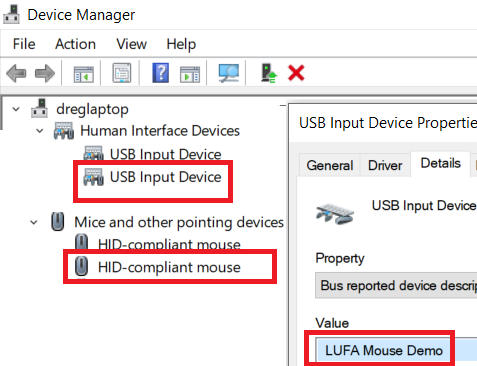 Device Manager
File Action View Help
dreglaptop
Human Interface Devices
USB Input Device
USB Input Device
Mice and other pointing devices
HID-compliant mouse
HID-compliant mouse
USB Input Device Propertie
General Driver Details
USB Input Device
Property
Bus reported device descrip
Value
LUFA Mouse Demo